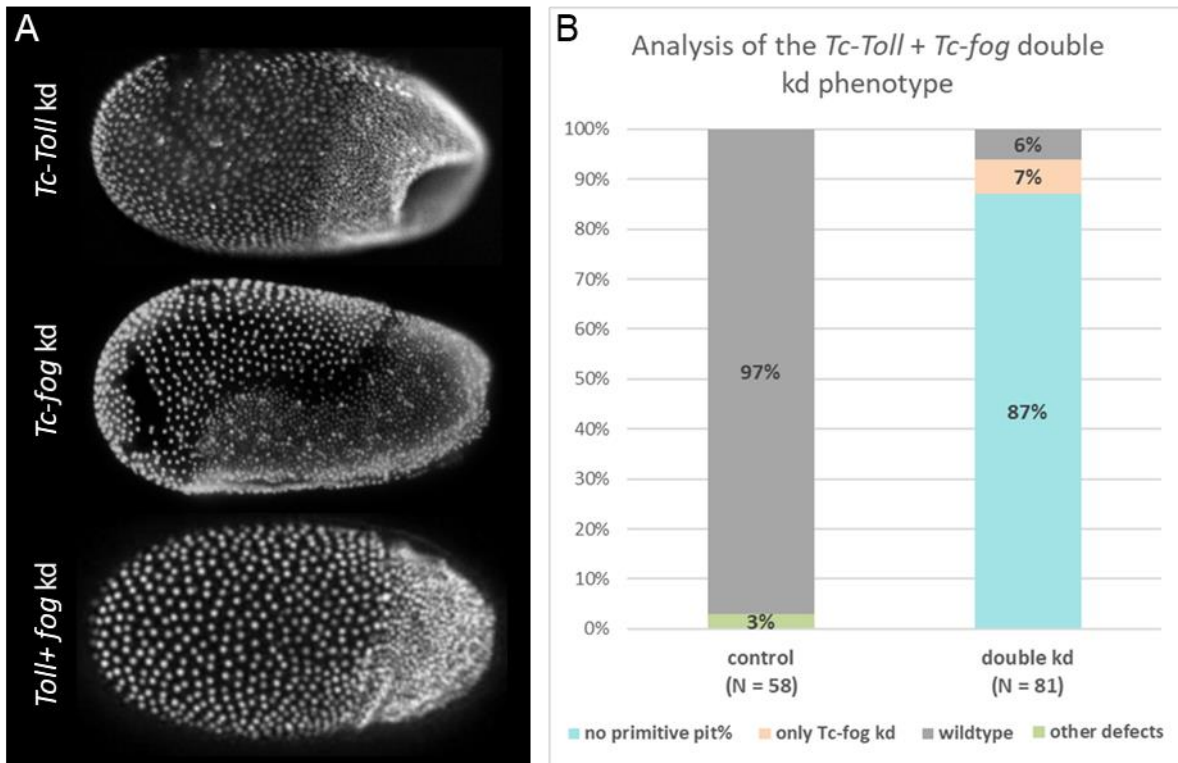 A
Tc-Toll kd
Tc-fog kd
Toll+ fog kd
B
Analysis of the Tc-Toll + Tc-fog double
kd phenotype
100%
90%
80%
70%
60%
50%
40%
30%
20%
10%
0%
97%
3%
6%
7%
87%
control
(N = 58)
double kd
(N = 81)
no primitive pit%
only Tc-fog kd
wildtype
other defects